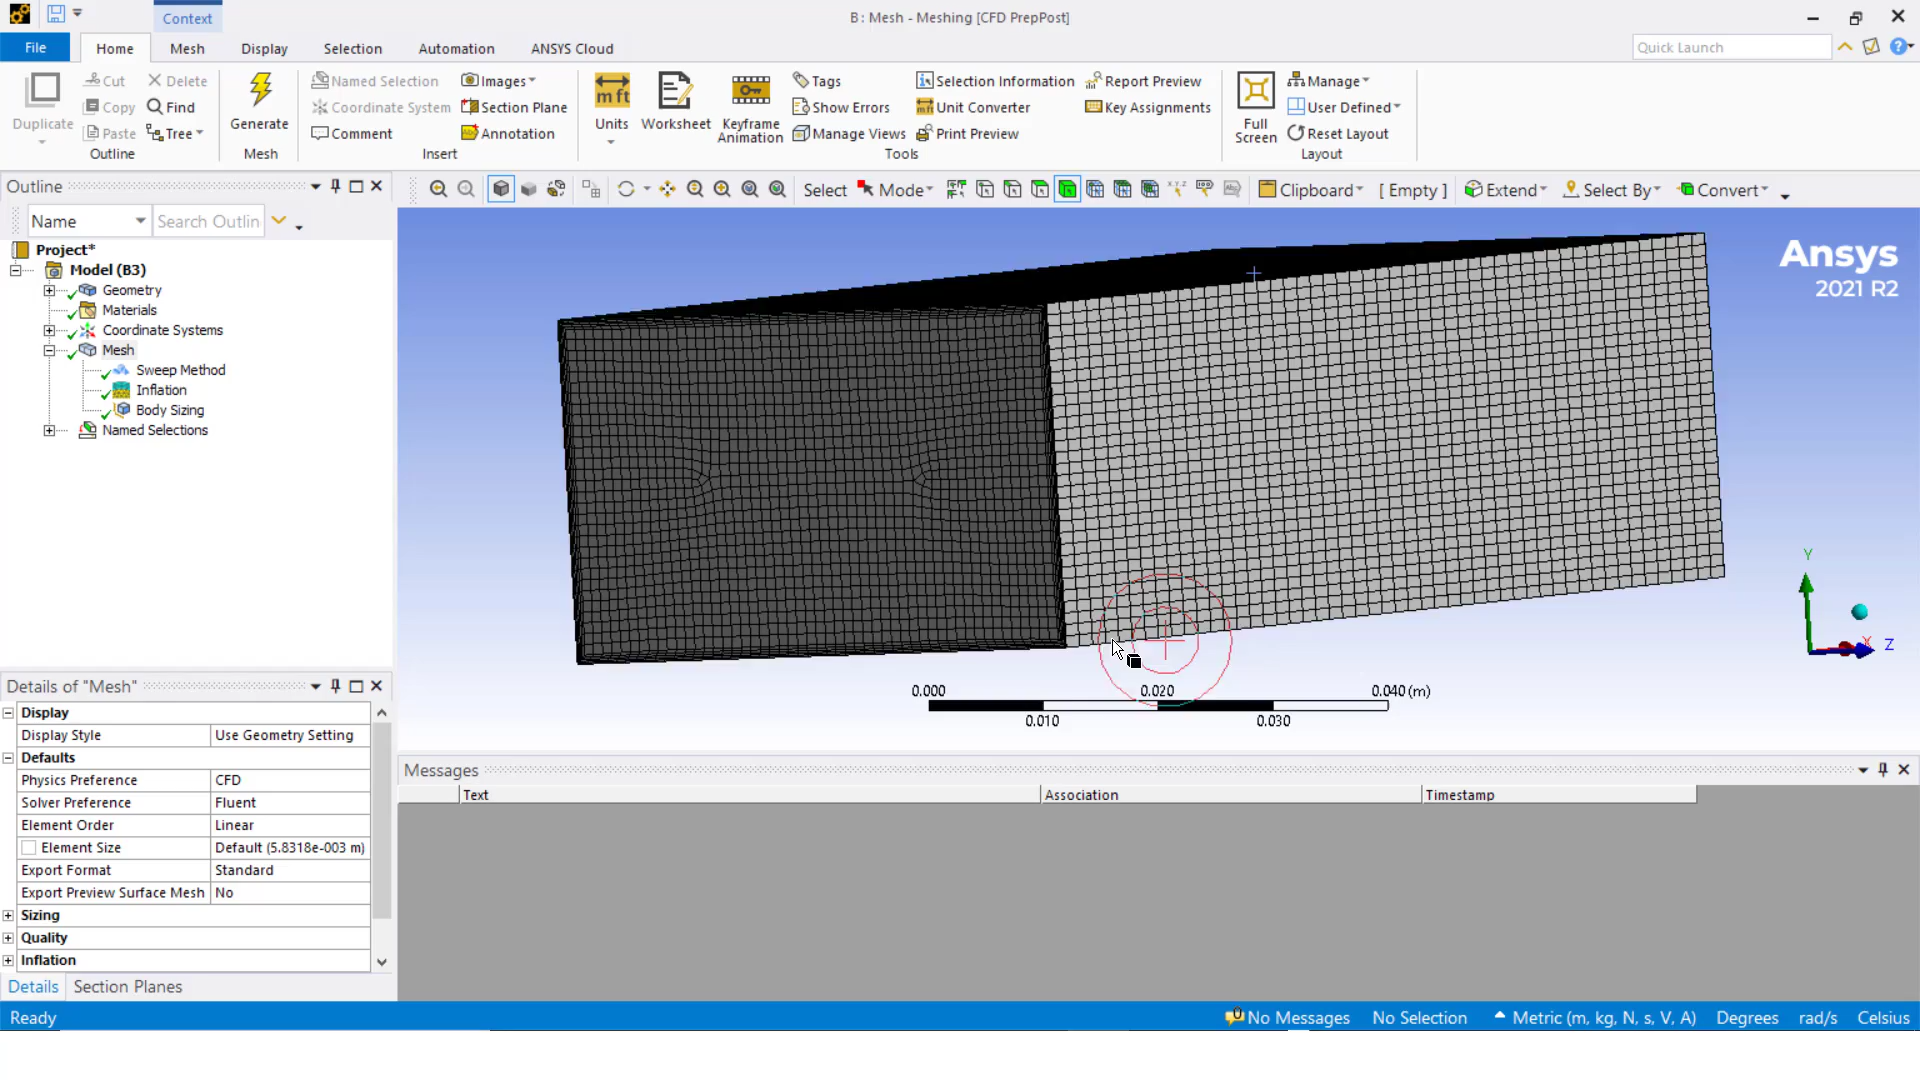 Context
B : Mesh - Meshing [CFD PrepPost]
File Home Mesh Display Selection Automation ANSYS Cloud
Quick Launch
Duplicate
Cut
Delete
Copy
Find
Paste
Tree
Outline
Generate
Mesh
Named Selection
Images
Coordinate System
Section Plane
Comment
Annotation
Insert
Units
Worksheet
Keyframe
Animation
Tags
Selection Information
Report Preview
Show Errors
Unit Converter
Key Assignments
Manage Views
Print Preview
Tools
Full
Screen
Manage
User Defined
Reset Layout
Layout
Outline
Select Mode Clipboard [ Empty ] Extend Select By Convert
Name
Search Outlin
Project*
Model (B3)
Geometry
Materials
Coordinate Systems
Mesh
Sweep Method
Inflation
Body Sizing
Named Selections
Ansys
2021 R2
Y
X
Z
0.000 0.020 0.040 (m)
0.010 0.030
Details of "Mesh"
Display
Display Style Use Geometry Setting
Defaults
Physics Preference CFD
Solver Preference Fluent
Element Order Linear
Element Size Default (5.8318e-003 m)
Export Format Standard
Export Preview Surface Mesh No
Sizing
Quality
Inflation
Details Section Planes
Messages
Text Association Timestamp
Ready
No Messages No Selection Metric (m, kg, N, s, V, A) Degrees rad/s Celsius